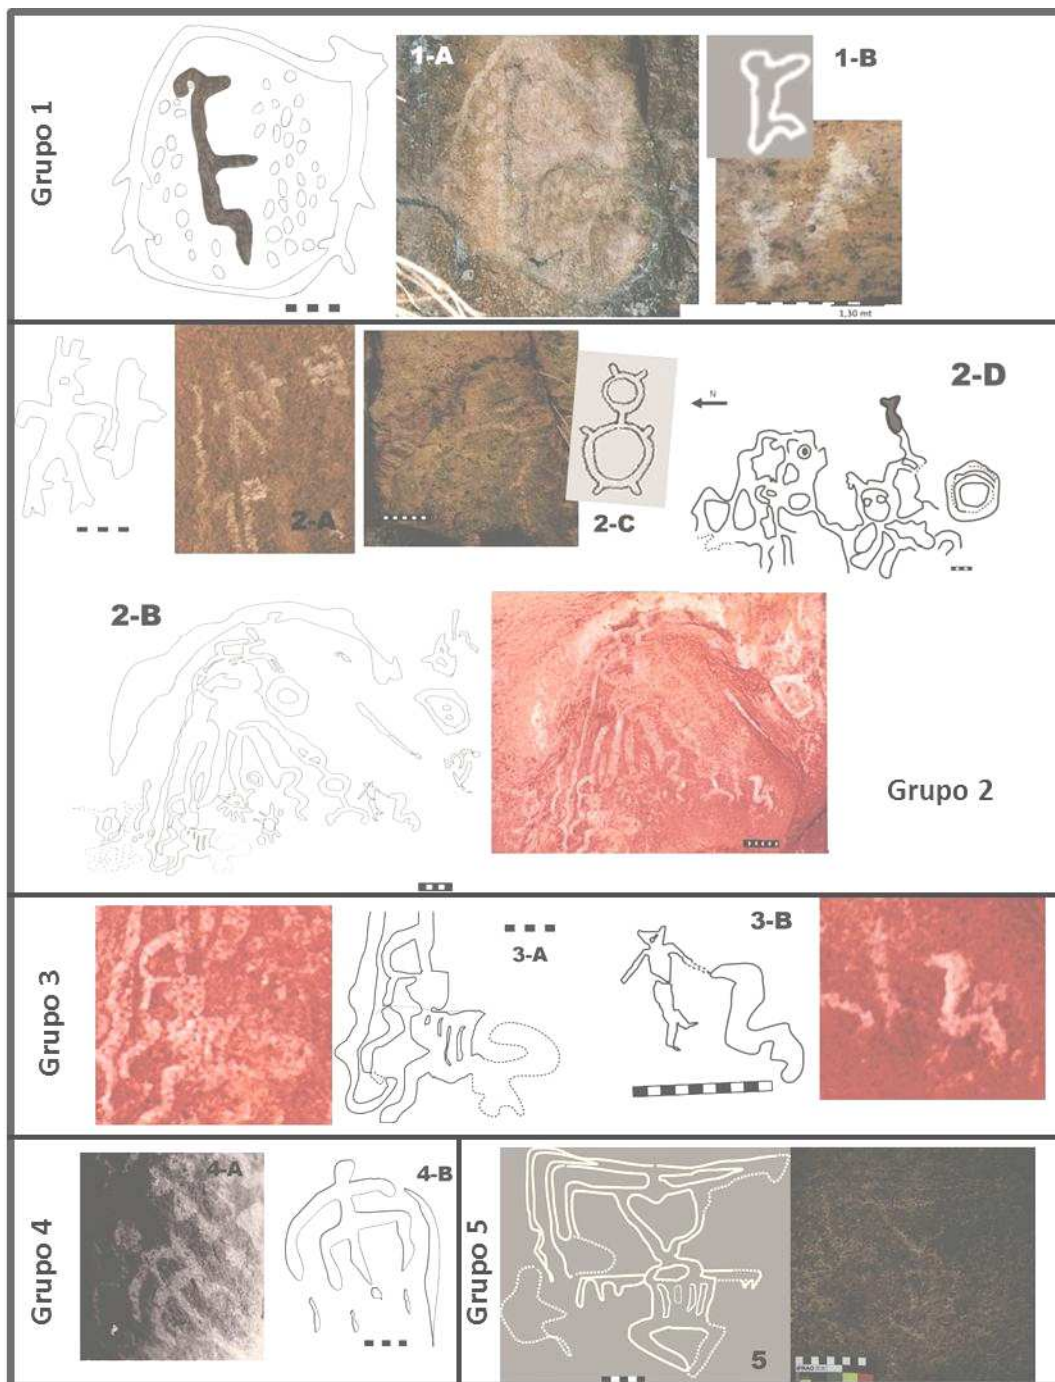 Grupo 1
1-A
1-B
1,30 mt
2-A
2-C
N
2-D
2-B
Grupo 2
Grupo 3
3-A
3-B
Grupo 4
4-A
4-B
Grupo 5
5